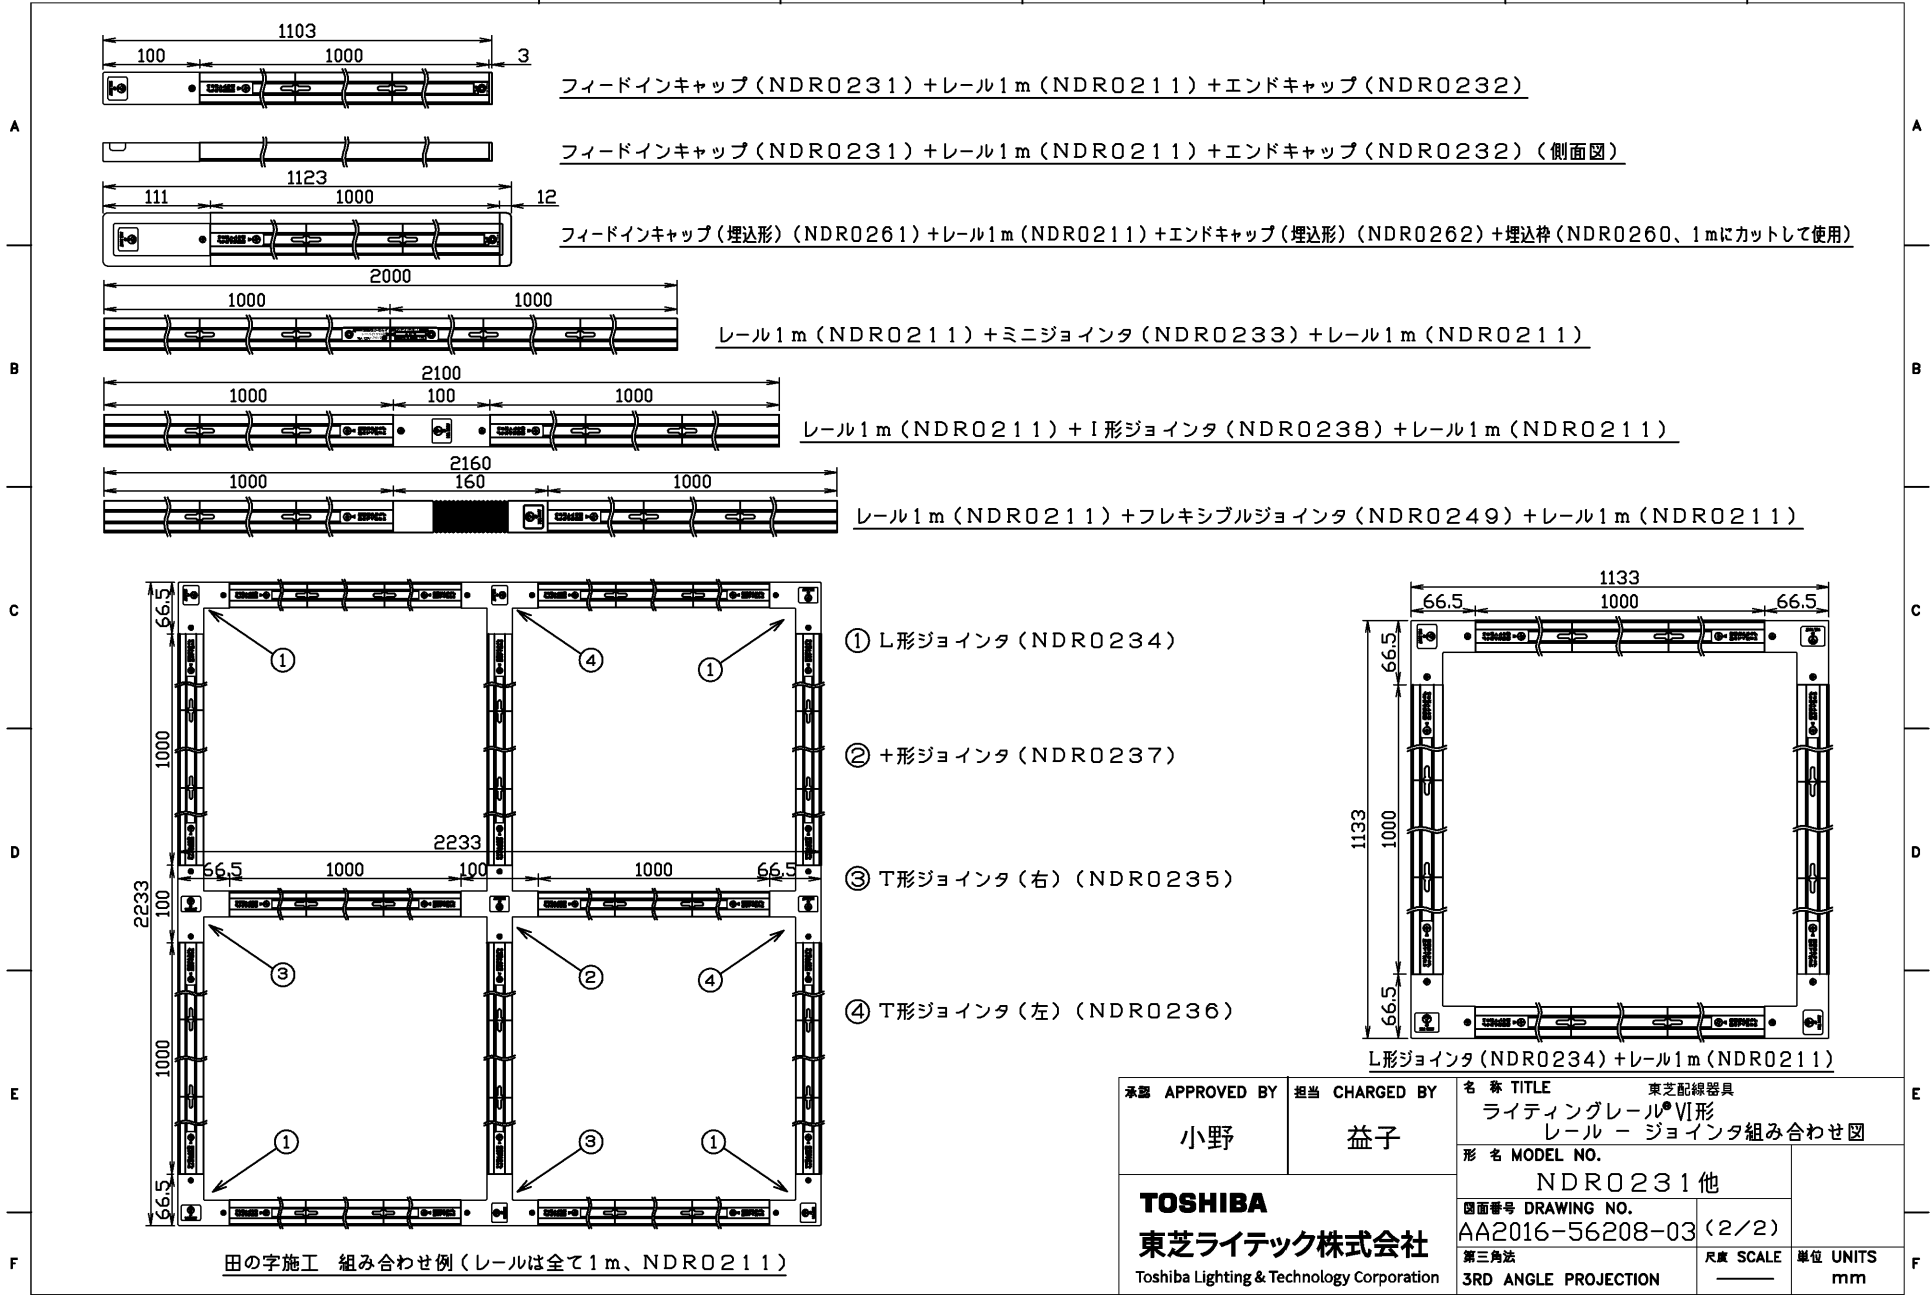 1103
100 1000 3
フィードインキャップ(NDR0231)+レール1m(NDR0211)+エンドキャップ(NDR0232)
A A
フィードインキャップ(NDR0231)+レール1m(NDR0211)+エンドキャップ(NDR0232)(側面図)
1123
111 1000 12
フィードインキャップ(埋込形)(NDR0261)+レール1m(NDR0211)+エンドキャップ(埋込形)(NDR0262)+埋込枠(NDR0260、1mにカットして使用)
2000
1000 1000
レール1m(NDR0211)+ミニジョインタ(NDR0233)+レール1m(NDR0211)
B B
2100
1000 100 1000
レール1m(NDR0211)+I形ジョインタ(NDR0238)+レール1m(NDR0211)
2160
1000 160 1000
レール1m(NDR0211)+フレキシブルジョインタ(NDR0249)+レール1m(NDR0211)
C C
66.5
1000
100
1000
66.5
2233
2233
66.5 1000 100 1000 66.5
① ④ ①
③ ② ④
① ③ ①
① L形ジョインタ(NDR0234)
② +形ジョインタ(NDR0237)
③ T形ジョインタ(右)(NDR0235)
④ T形ジョインタ(左)(NDR0236)
D D
1133
66.5 1000 66.5
66.5
1000
66.5
1133
L形ジョインタ(NDR0234)+レール1m(NDR0211)
E E
田の字施工 組み合わせ例(レールは全て1m、NDR0211)
F F
承認 APPROVED BY
小野
担当 CHARGED BY
益子
名 称 TITLE 東芝配線器具
ライティングレール®Ⅵ形
レール - ジョインタ組み合わせ図
形 名 MODEL NO.
NDR0231他
図面番号 DRAWING NO.
AA2016-56208-03 (2/2)
第三角法
3RD ANGLE PROJECTION
尺度 SCALE
単位 UNITS
mm
TOSHIBA
東芝ライテック株式会社
Toshiba Lighting & Technology Corporation